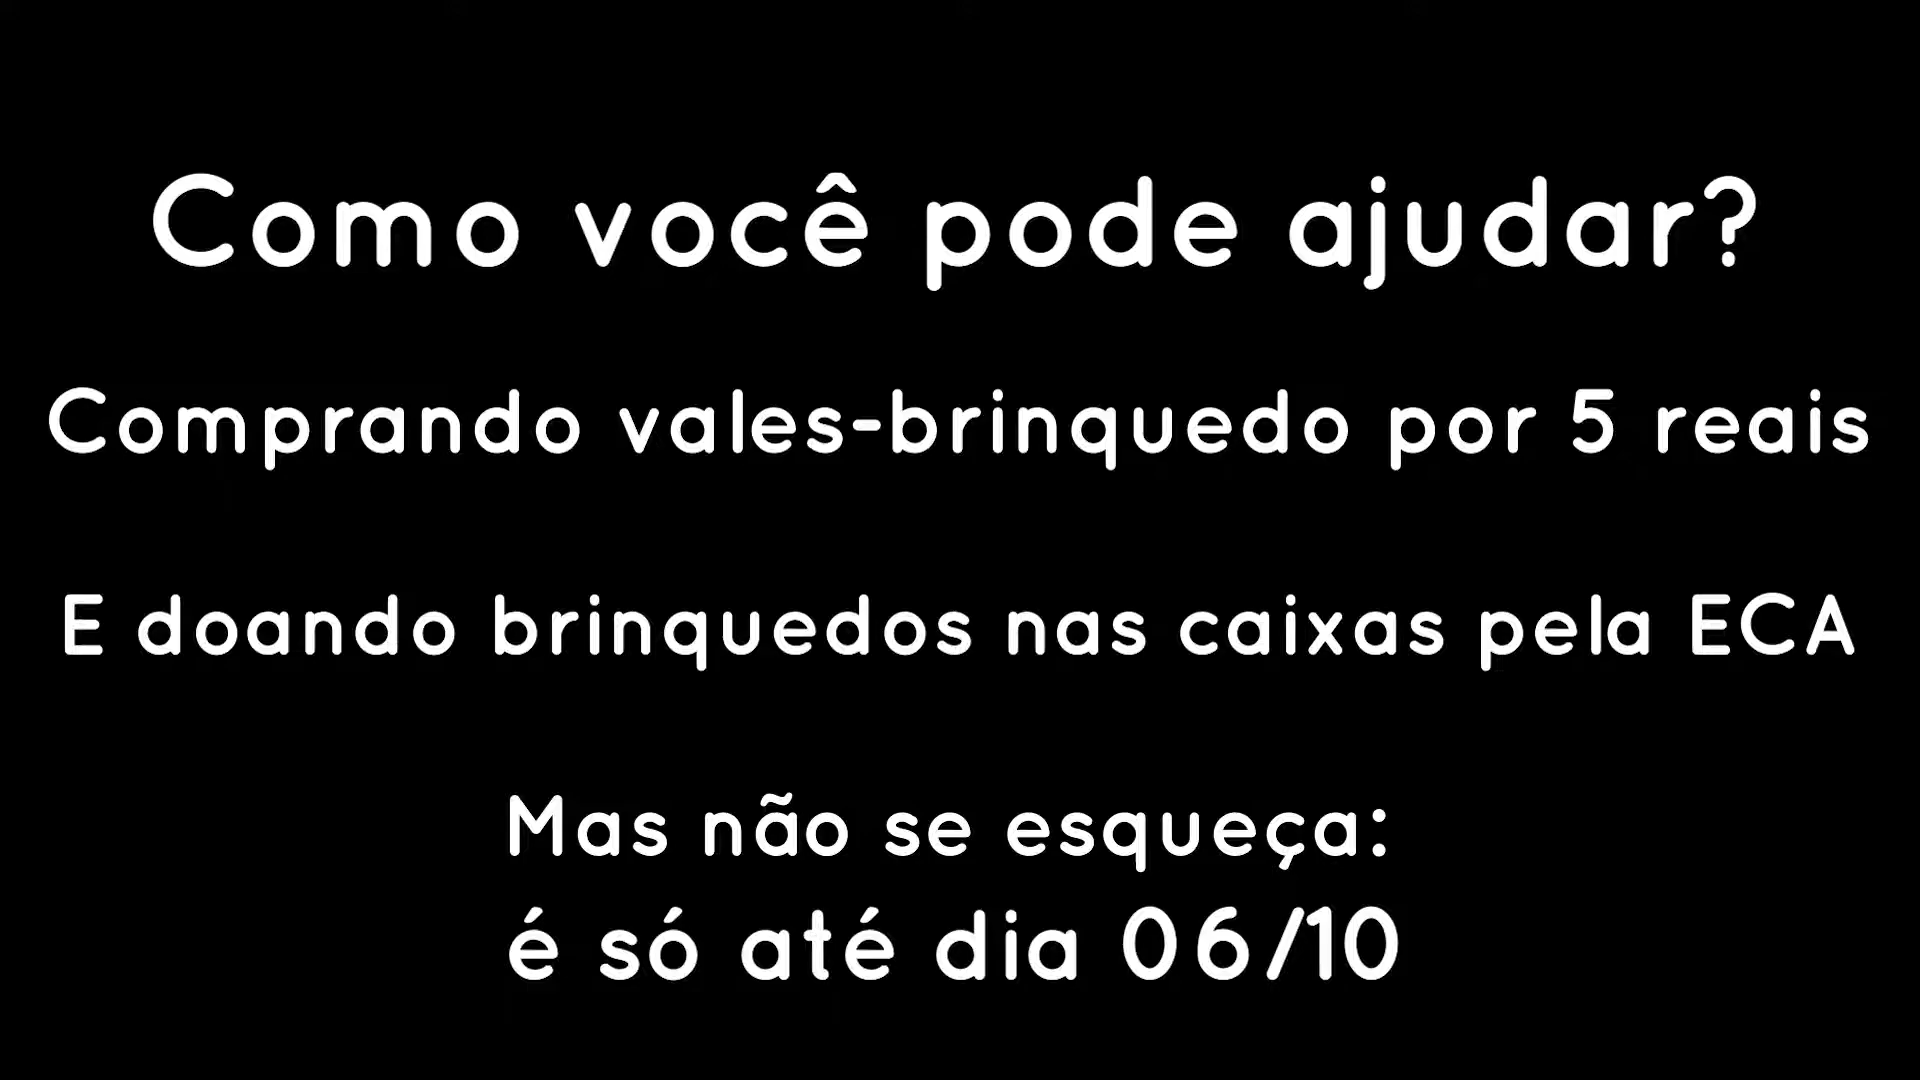 Como você pode ajudar?
Comprando vales-brinquedo por 5 reais
E doando brinquedos nas caixas pela ECA
Mas não se esqueça:
é só até dia 06/10